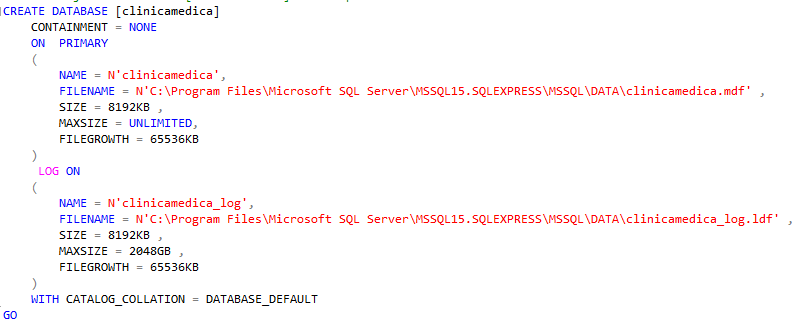 CREATE DATABASE [clinicamedica]
CONTAINMENT = NONE
ON  PRIMARY
(
NAME = N'clinicamedica',
FILENAME = N'C:\Program Files\Microsoft SQL Server\MSSQL15.SQLEXPRESS\MSSQL\DATA\clinicamedica.mdf' ,
SIZE = 8192KB ,
MAXSIZE = UNLIMITED,
FILEGROWTH = 65536KB
)
LOG ON
(
NAME = N'clinicamedica_log',
FILENAME = N'C:\Program Files\Microsoft SQL Server\MSSQL15.SQLEXPRESS\MSSQL\DATA\clinicamedica_log.ldf' ,
SIZE = 8192KB ,
MAXSIZE = 2048GB ,
FILEGROWTH = 65536KB
)
WITH CATALOG_COLLATION = DATABASE_DEFAULT
GO